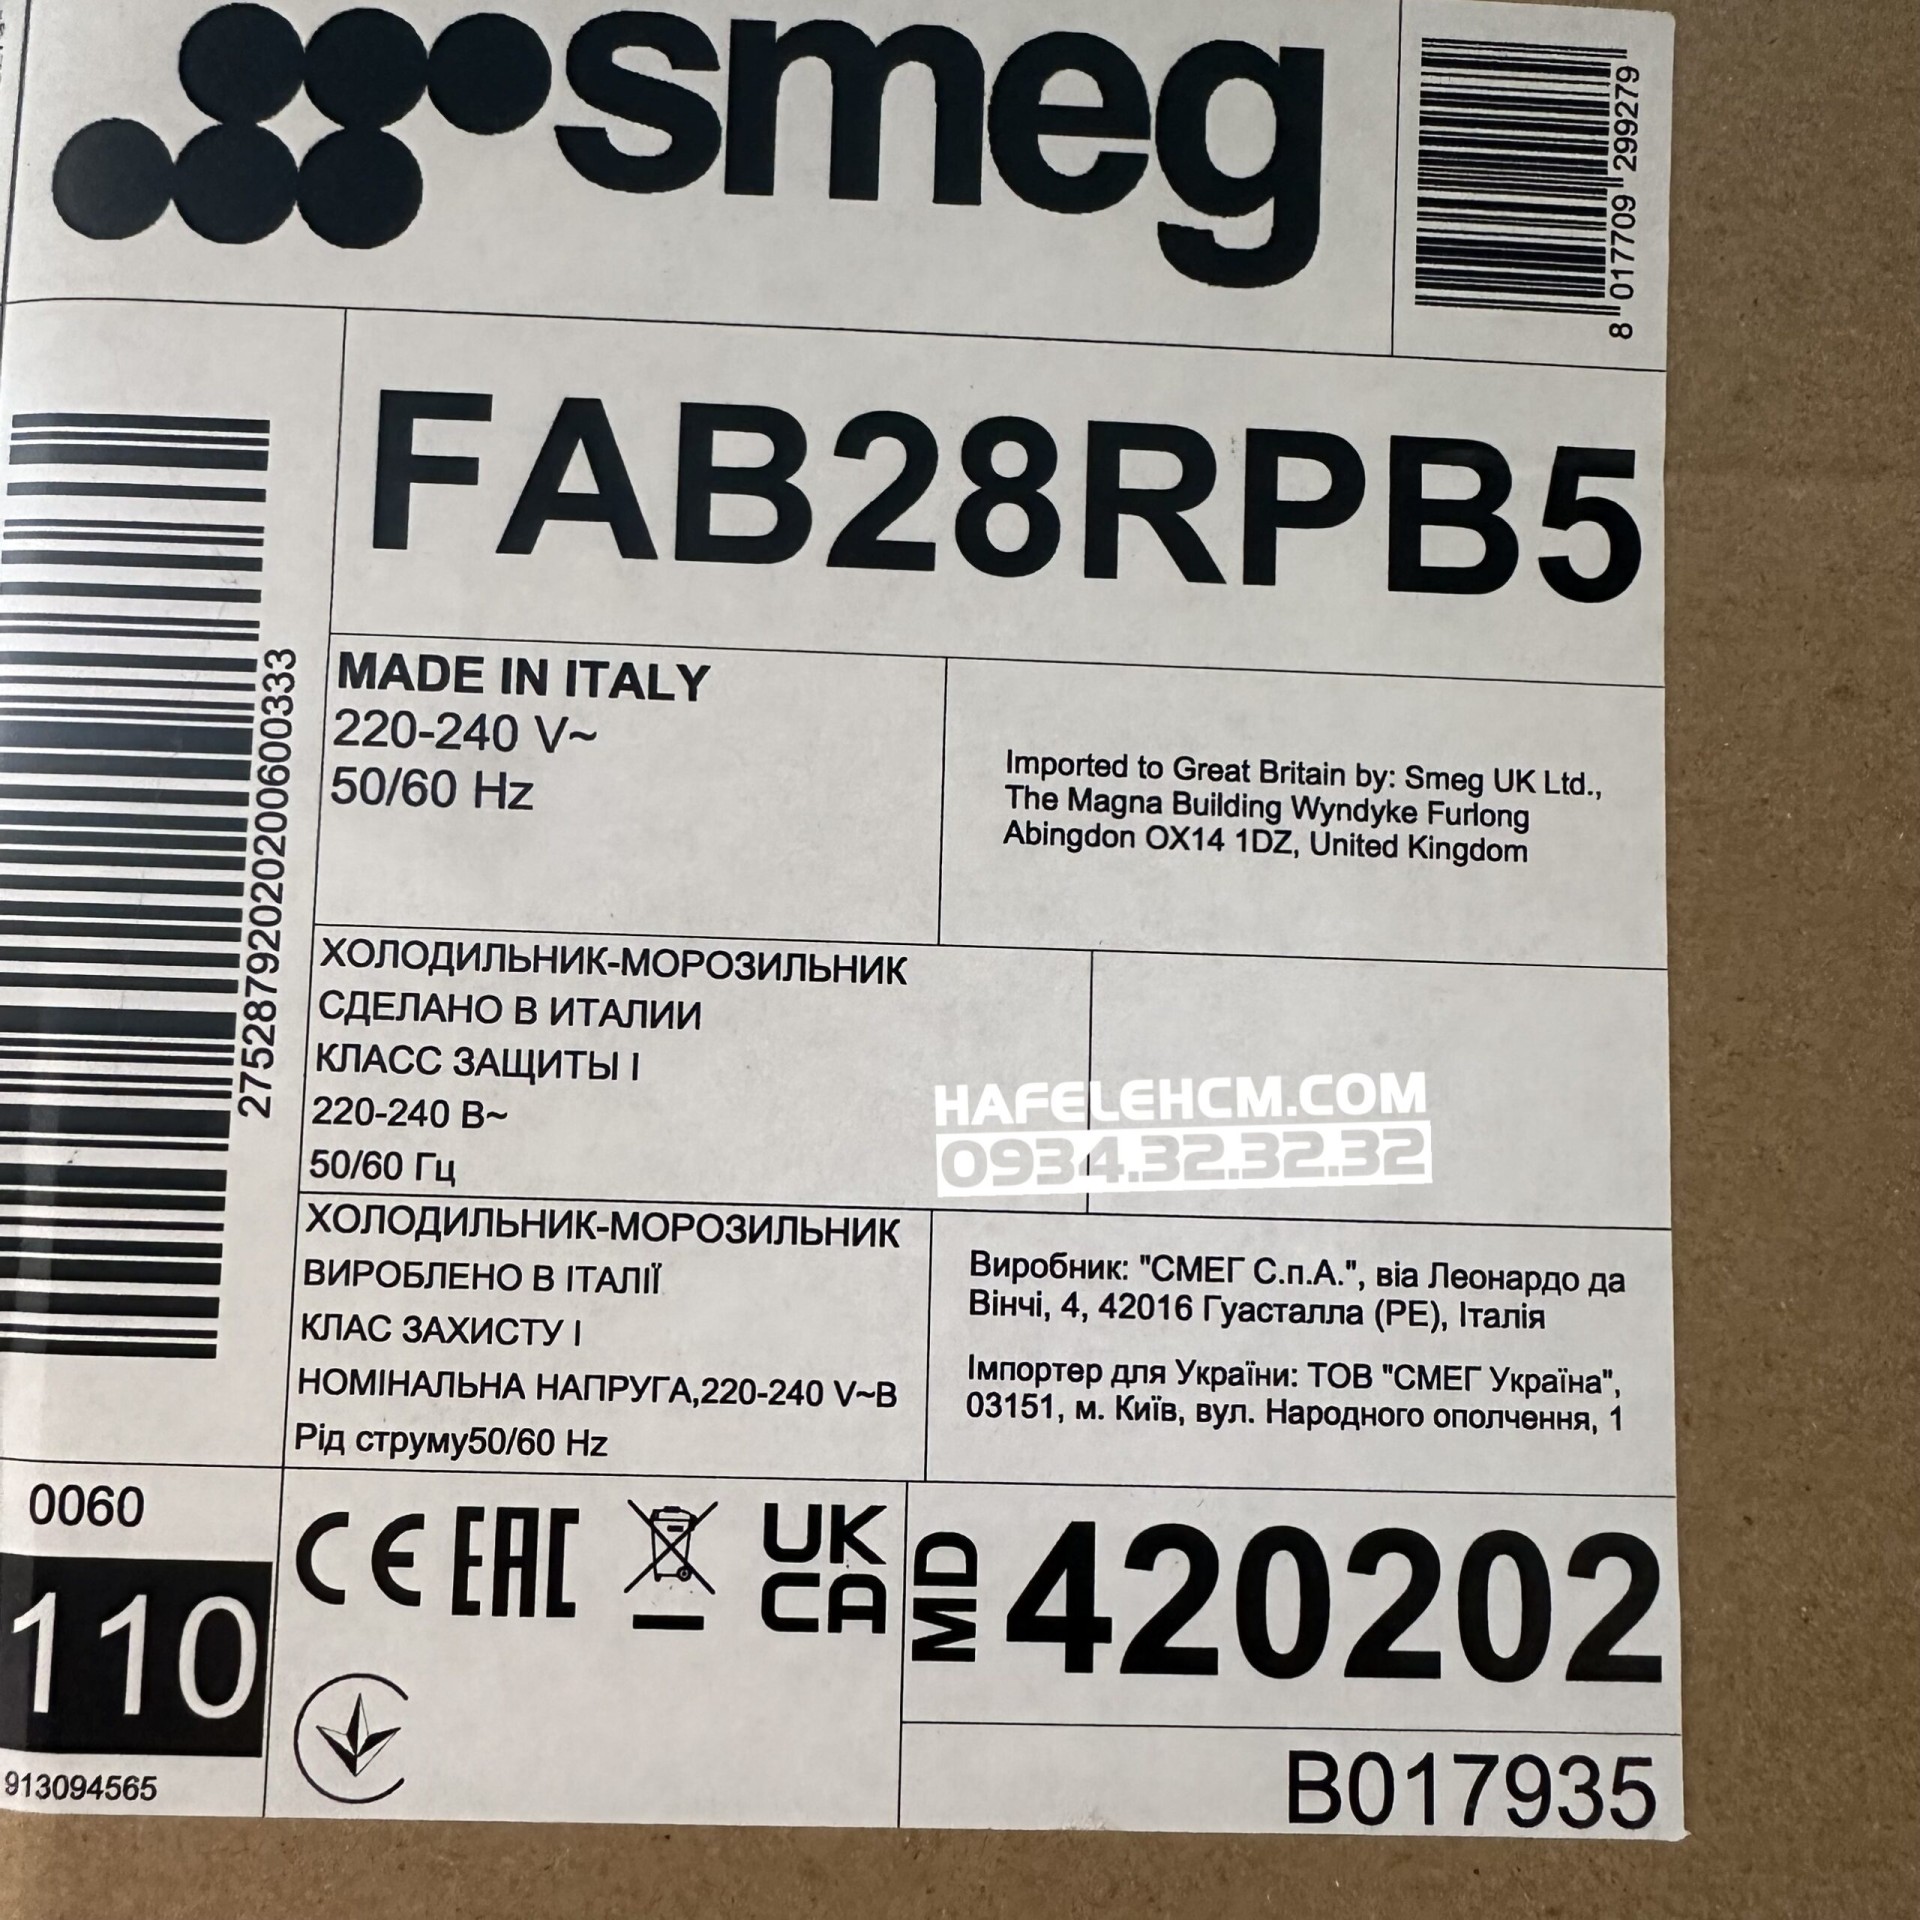 smeg
8 017709 299279
FAB28RPB5
27528792020200600333
MADE IN ITALY
220-240 V~
50/60 Hz
Imported to Great Britain by: Smeg UK Ltd.,
The Magna Building Wyndyke Furlong
Abingdon OX14 1DZ, United Kingdom
ХОЛОДИЛЬНИК-МОРОЗИЛЬНИК
СДЕЛАНО В ИТАЛИИ
КЛАСС ЗАЩИТЫ I
220-240 В~
50/60 Гц
HAFELEHCM.COM
0934.32.32.32
ХОЛОДИЛЬНИК-МОРОЗИЛЬНИК
ВИРОБЛЕНО В ІТАЛІЇ
КЛАС ЗАХИСТУ I
НОМІНАЛЬНА НАПРУГА,220-240 V~В
Рід струму50/60 Hz
Виробник: "СМЕГ С.п.А.", віа Леонардо да
Вінчі, 4, 42016 Гуасталла (РЕ), Італія
Імпортер для України: ТОВ "СМЕГ Україна",
03151, м. Київ, вул. Народного ополчення, 1
0060
110
913094565
CE EAC UK CA
MD 420202
B017935